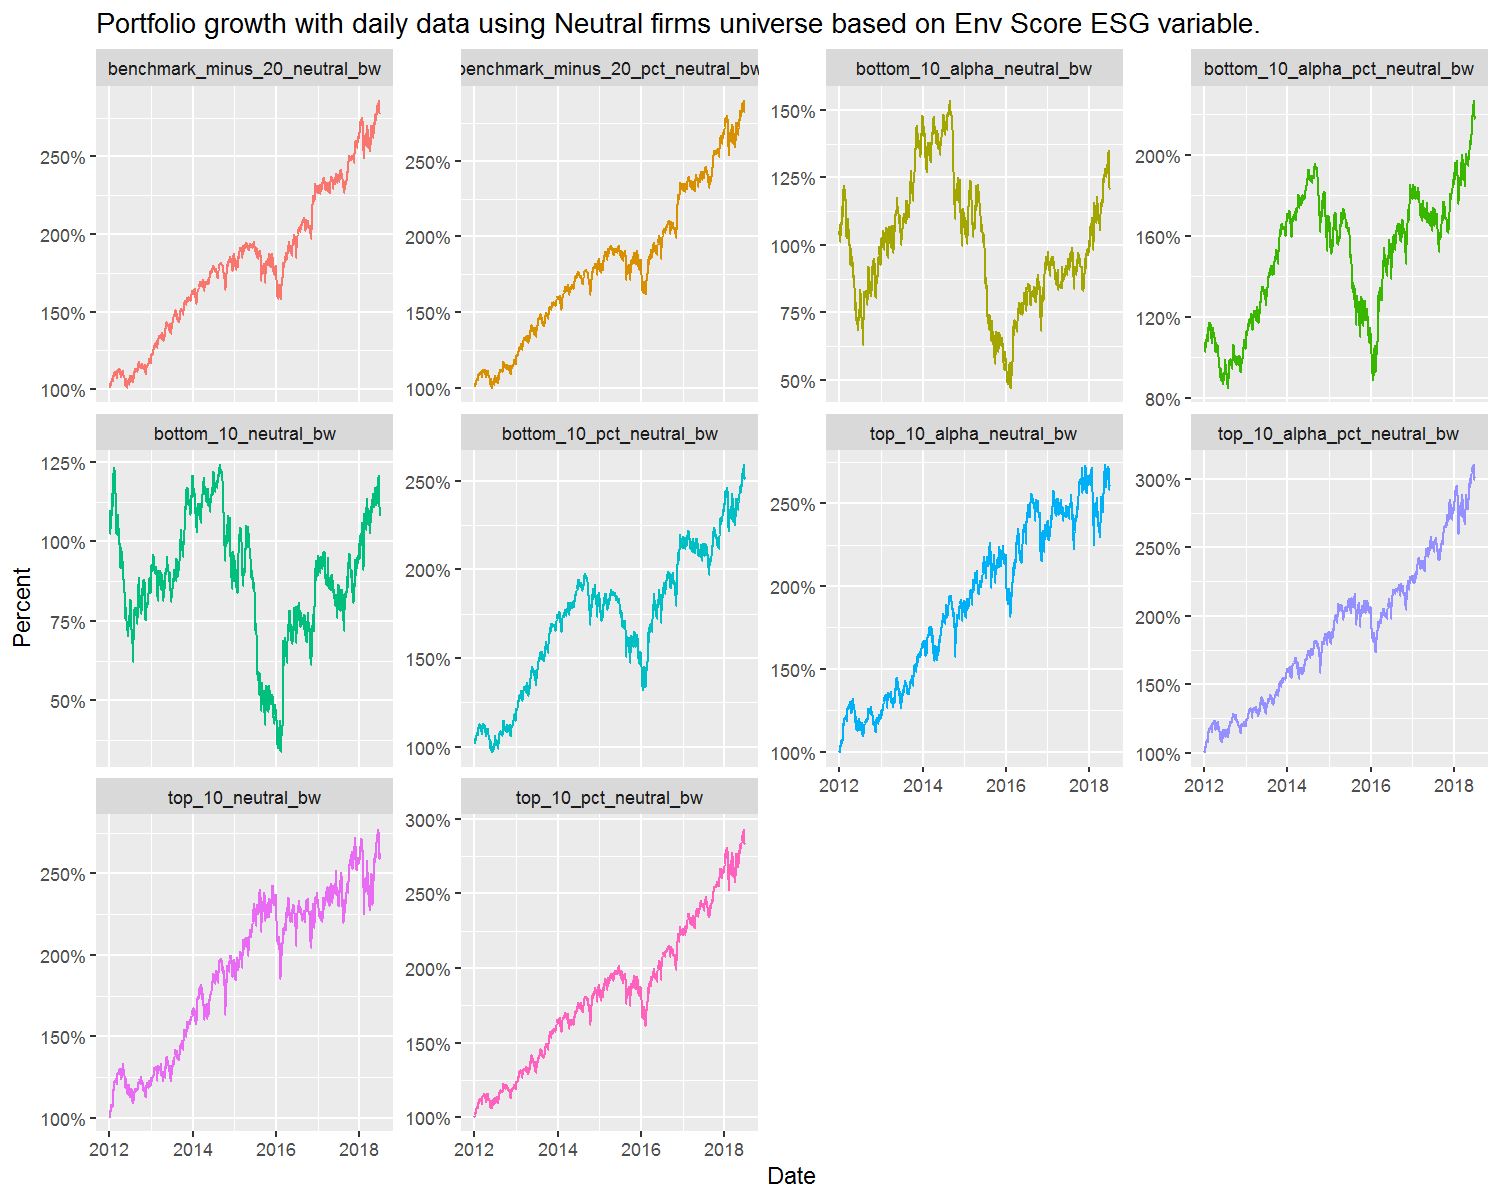 Portfolio growth with daily data using Neutral firms universe based on Env Score ESG variable.
benchmark_minus_20_neutral_bw
benchmark_minus_20_pct_neutral_bw
bottom_10_alpha_neutral_bw
bottom_10_alpha_pct_neutral_bw
250%
200%
150%
100%
250%
200%
150%
100%
150%
125%
100%
75%
50%
200%
160%
120%
80%
bottom_10_neutral_bw
bottom_10_pct_neutral_bw
top_10_alpha_neutral_bw
top_10_alpha_pct_neutral_bw
125%
100%
75%
50%
250%
200%
150%
100%
250%
200%
150%
100%
300%
250%
200%
150%
100%
2012 2014 2016 2018
2012 2014 2016 2018
top_10_neutral_bw
top_10_pct_neutral_bw
250%
200%
150%
100%
300%
250%
200%
150%
100%
2012 2014 2016 2018
2012 2014 2016 2018
Percent
Date